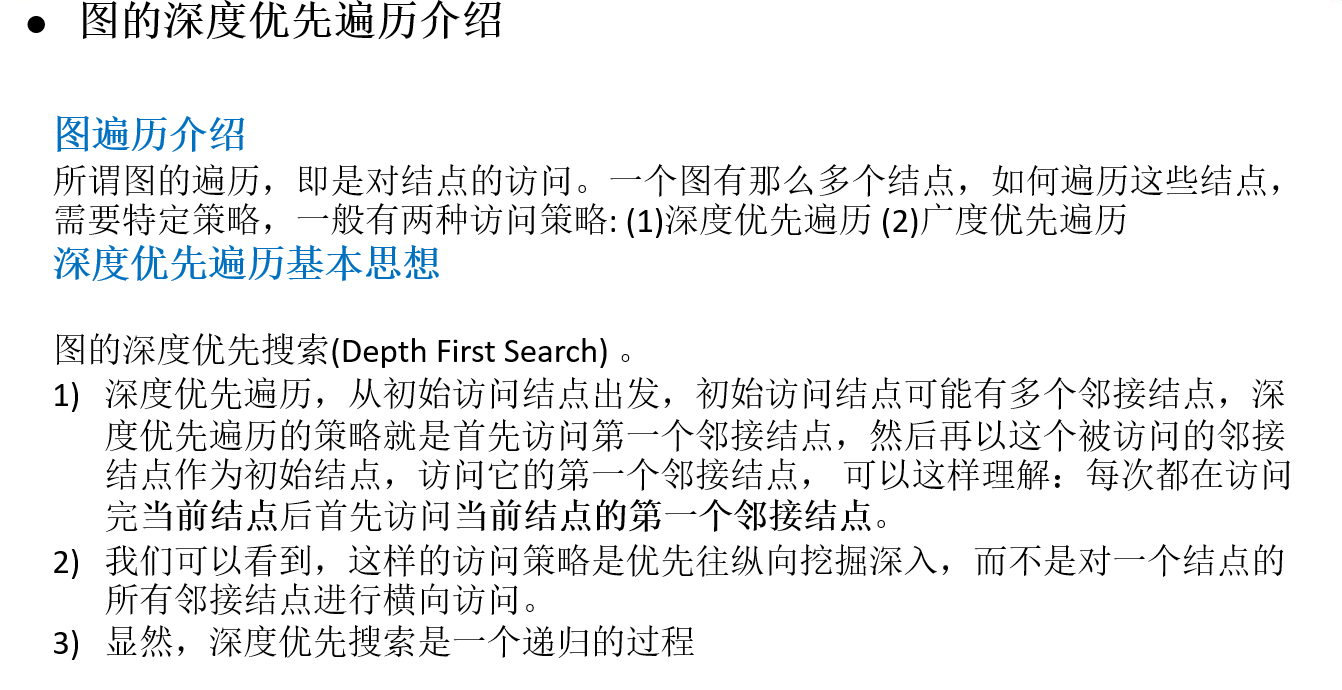 ● 图的深度优先遍历介绍
图遍历介绍
所谓图的遍历，即是对结点的访问。一个图有那么多个结点，如何遍历这些结点，
需要特定策略，一般有两种访问策略: (1)深度优先遍历 (2)广度优先遍历
深度优先遍历基本思想
图的深度优先搜索(Depth First Search) 。
1) 深度优先遍历，从初始访问结点出发，初始访问结点可能有多个邻接结点，深
度优先遍历的策略就是首先访问第一个邻接结点，然后再以这个被访问的邻接
结点作为初始结点，访问它的第一个邻接结点， 可以这样理解：每次都在访问
完当前结点后首先访问当前结点的第一个邻接结点。
2) 我们可以看到，这样的访问策略是优先往纵向挖掘深入，而不是对一个结点的
所有邻接结点进行横向访问。
3) 显然，深度优先搜索是一个递归的过程